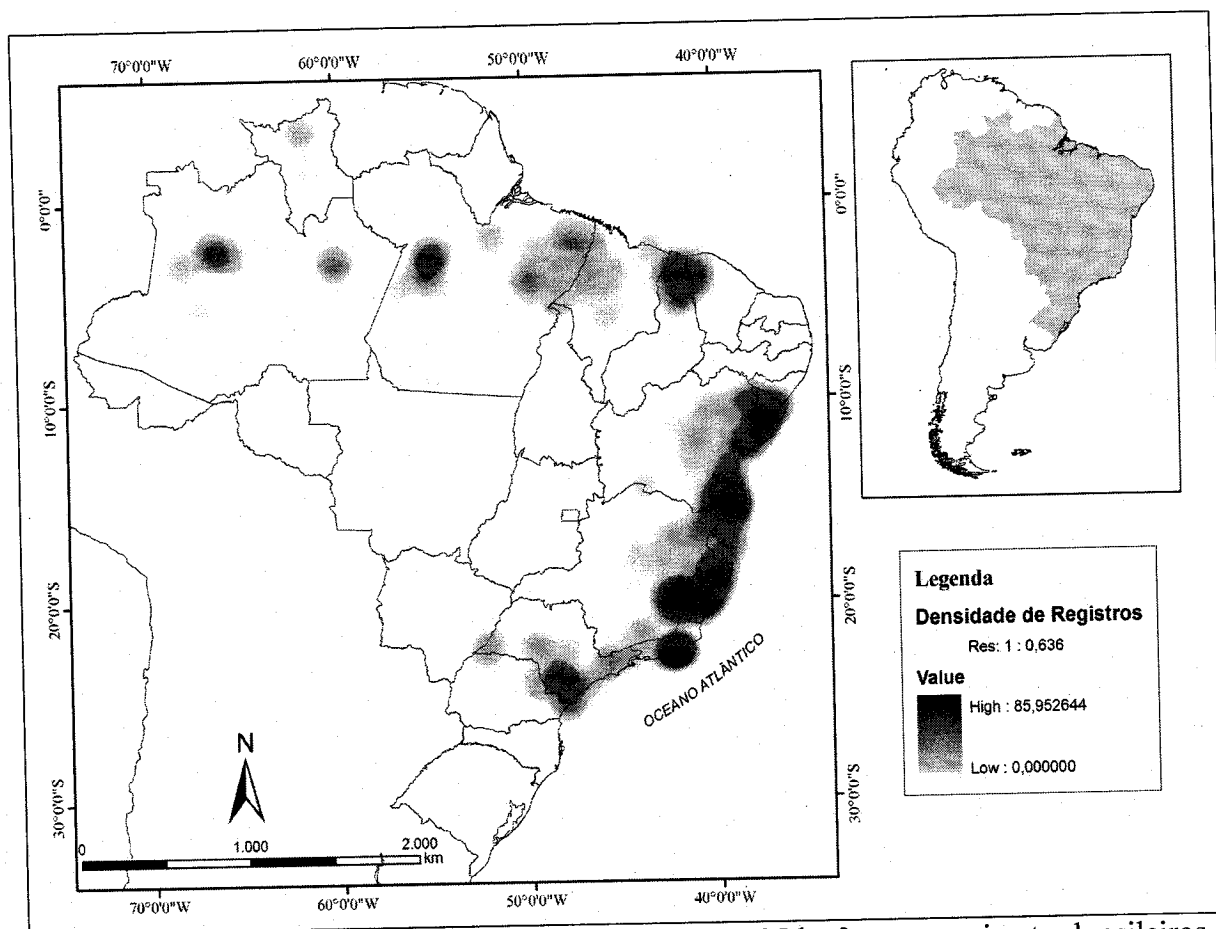 70°0'0"W 60°0'0"W 50°0'0"W 40°0'0"W
0°0'0"
10°0'0"S
20°0'0"S
30°0'0"S
0°0'0"
10°0'0"S
20°0'0"S
30°0'0"S
OCEANO ATLÂNTICO
N
0 1.000 2.000
km
70°0'0"W 60°0'0"W 50°0'0"W 40°0'0"W
Legenda
Densidade de Registros
Res: 1 : 0,636
Value
High : 85,952644
Low : 0,000000
brasileiros